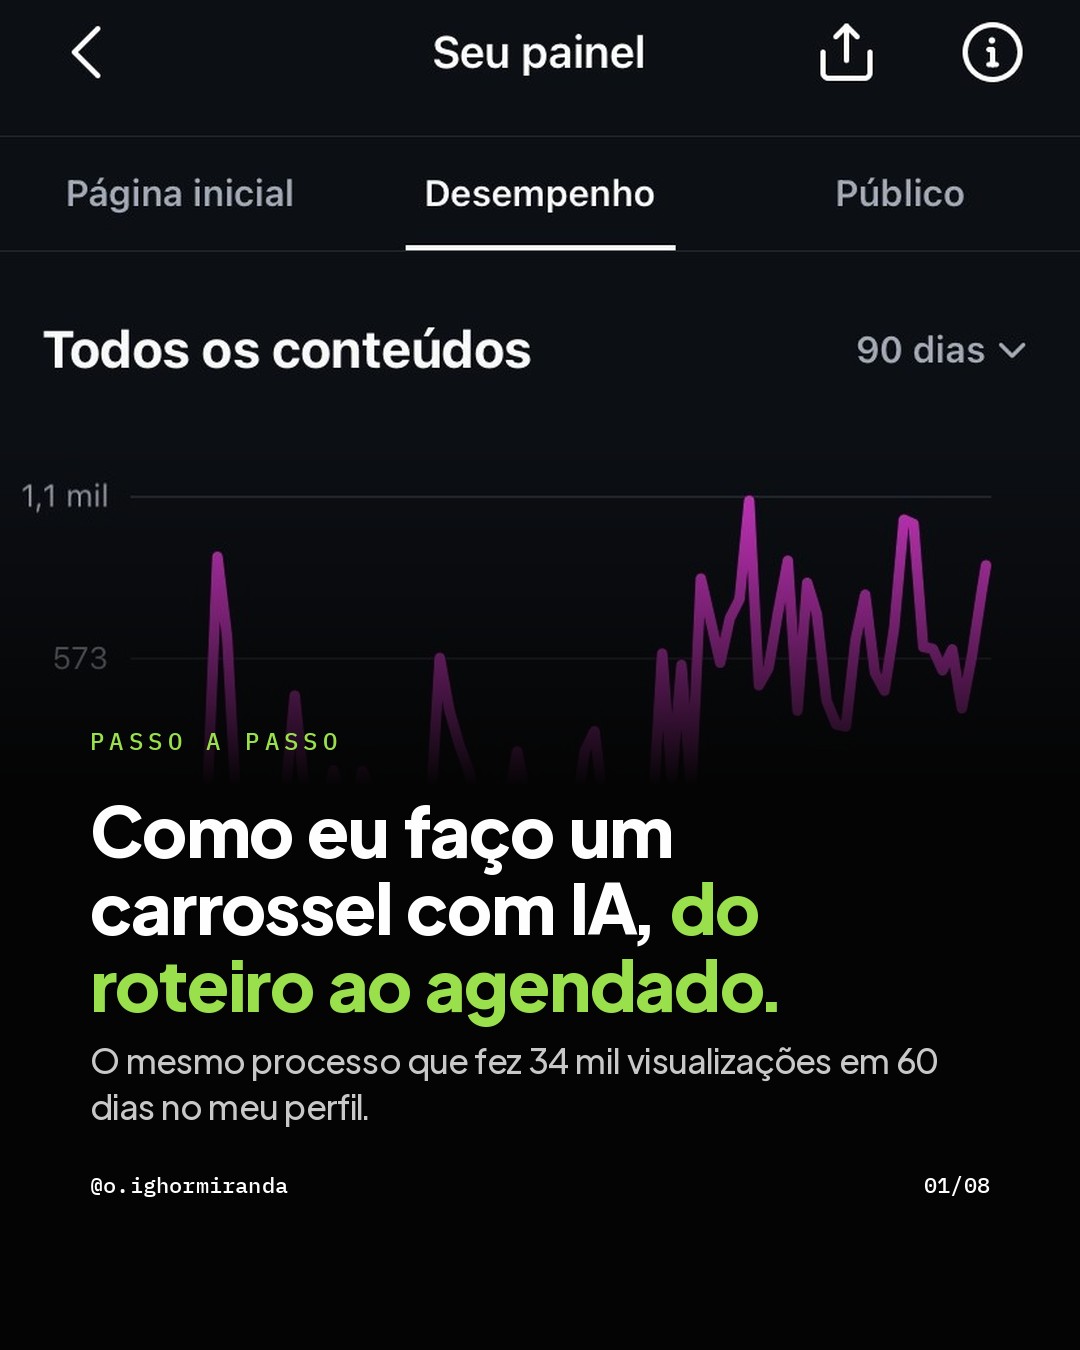 Seu painel
Página inicial Desempenho Público
Todos os conteúdos 90 dias
1,1 mil
573
PASSO A PASSO
Como eu faço um
carrossel com IA, do
roteiro ao agendado.
O mesmo processo que fez 34 mil visualizações em 60
dias no meu perfil.
@o.ighormiranda 01/08